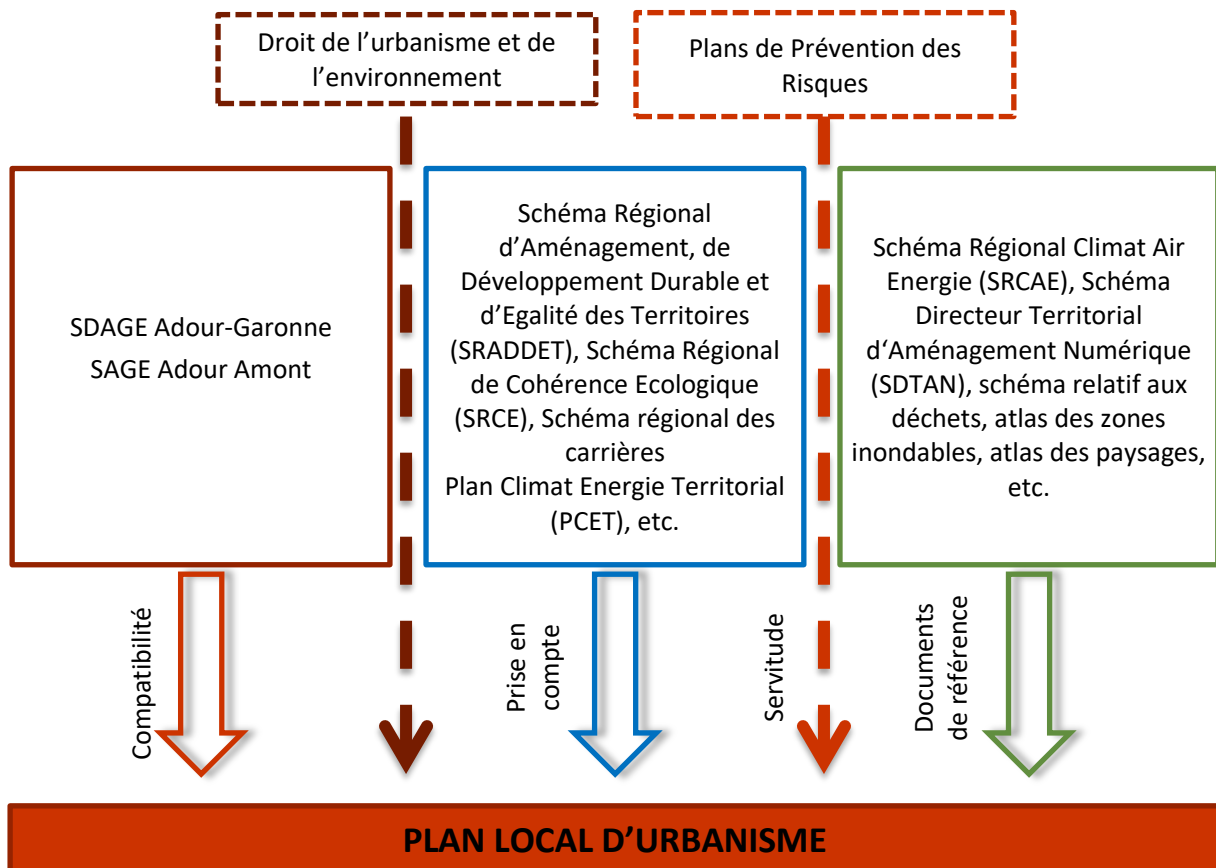 Droit de l'urbanisme et de
l'environnement
Plans de Prévention des
Risques
SDAGE Adour-Garonne
SAGE Adour Amont
Schéma Régional
d'Aménagement, de
Développement Durable et
d'Egalité des Territoires
(SRADDET), Schéma Régional
de Cohérence Ecologique
(SRCE), Schéma régional des
carrières
Plan Climat Energie Territorial
(PCET), etc.
Schéma Régional Climat Air
Energie (SRCAE), Schéma
Directeur Territorial
d'Aménagement Numérique
(SDTAN), schéma relatif aux
déchets, atlas des zones
inondables, atlas des paysages,
etc.
Compatibilité
Prise en
compte
Servitude
Documents
de référence
PLAN LOCAL D'URBANISME